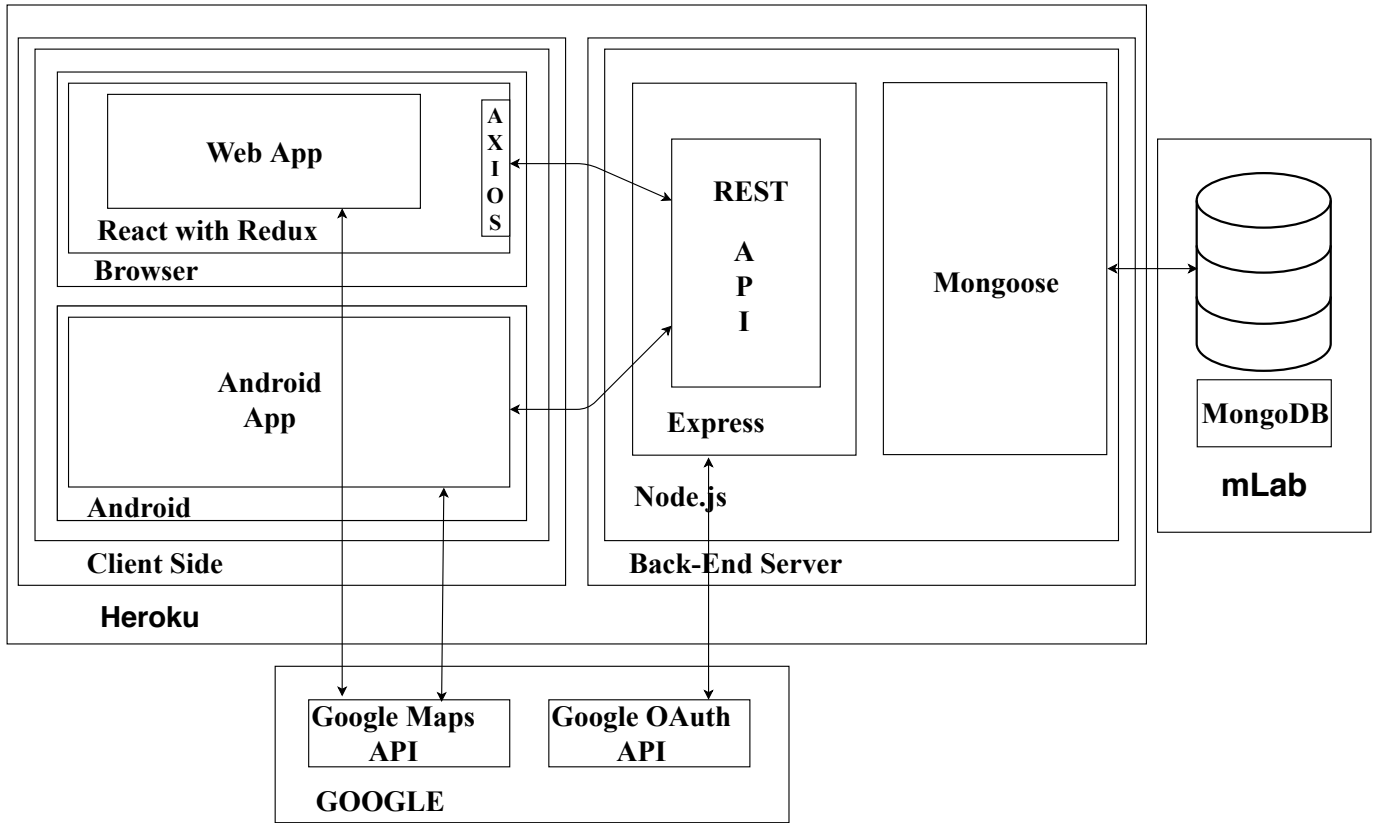 Web App
A
X
I
O
S
React with Redux
Browser
Android
App
Android
Client Side
Heroku
REST
A
P
I
Express
Node.js
Back-End Server
Mongoose
MongoDB
mLab
Google Maps
API
Google OAuth
API
GOOGLE